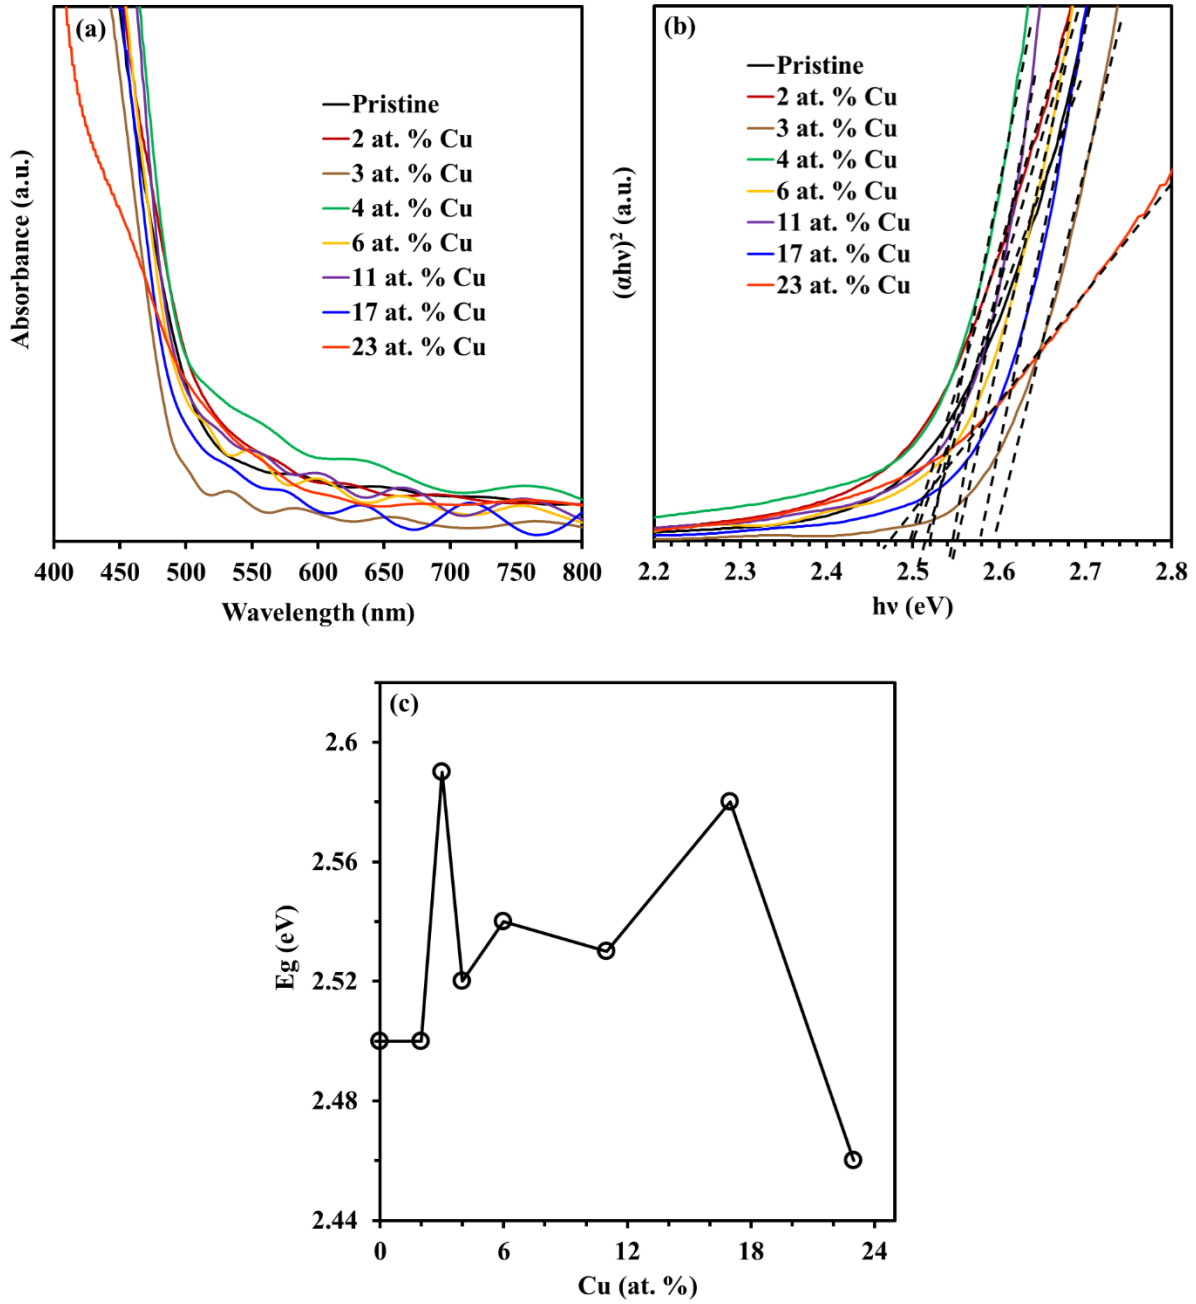 (a)
Pristine
2 at. % Cu
3 at. % Cu
4 at. % Cu
6 at. % Cu
11 at. % Cu
17 at. % Cu
23 at. % Cu
Absorbance (a.u.)
400 450 500 550 600 650 700 750 800
Wavelength (nm)
(b)
Pristine
2 at. % Cu
3 at. % Cu
4 at. % Cu
6 at. % Cu
11 at. % Cu
17 at. % Cu
23 at. % Cu
(αhν)² (a.u.)
2.2 2.3 2.4 2.5 2.6 2.7 2.8
hν (eV)
(c)
2.6
2.56
2.52
2.48
2.44
Eg (eV)
0 6 12 18 24
Cu (at. %)